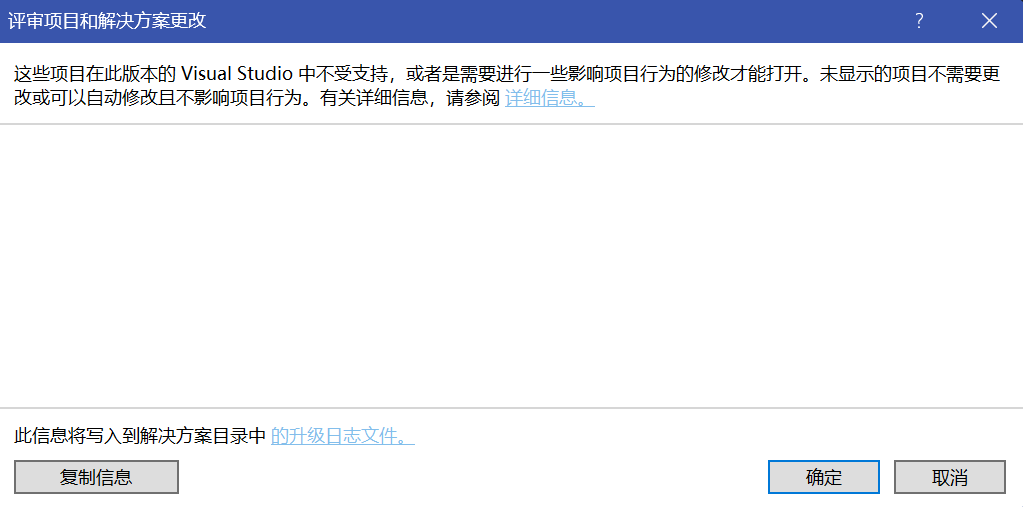 评审项目和解决方案更改
?
这些项目在此版本的 Visual Studio 中不受支持，或者是需要进行一些影响项目行为的修改才能打开。未显示的项目不需要更
改或可以自动修改且不影响项目行为。有关详细信息，请参阅 详细信息。
此信息将写入到解决方案目录中 的升级日志文件。
复制信息
确定
取消